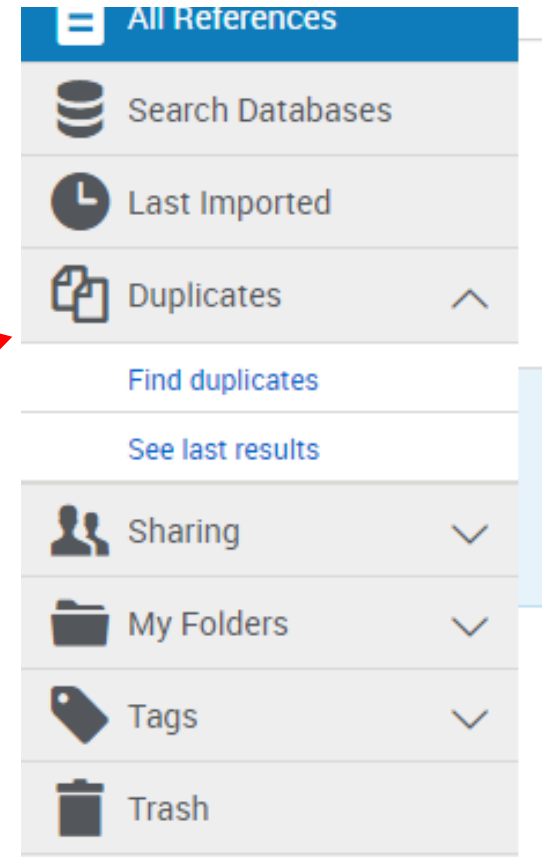 All References
Search Databases
Last Imported
Duplicates
Find duplicates
See last results
Sharing
My Folders
Tags
Trash